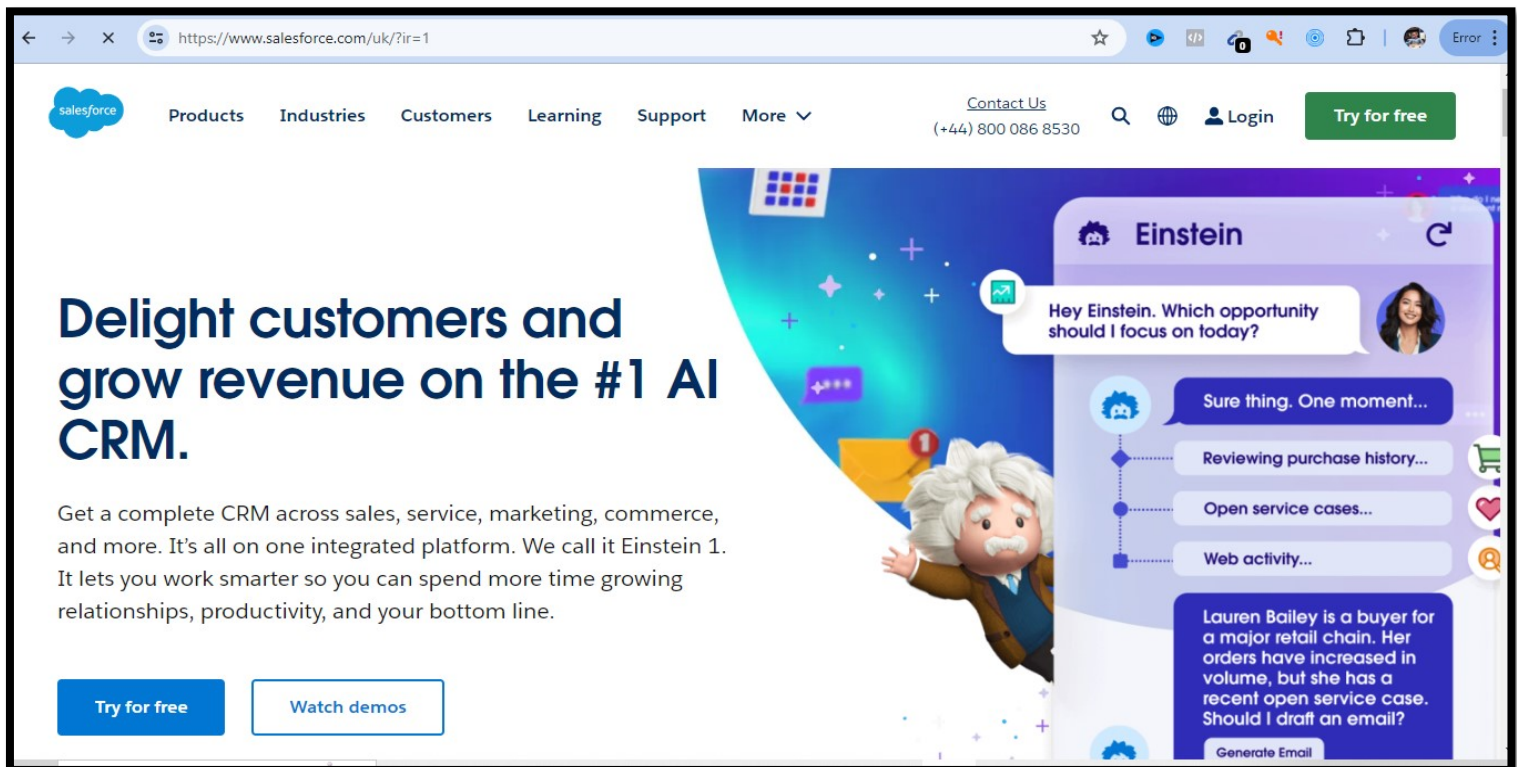 https://www.salesforce.com/uk/?ir=1
0
Error
salesforce
Products Industries Customers Learning Support More
Contact Us
(+44) 800 086 8530
Login
Try for free
Delight customers and
grow revenue on the #1 AI
CRM.
Get a complete CRM across sales, service, marketing, commerce,
and more. It’s all on one integrated platform. We call it Einstein 1.
It lets you work smarter so you can spend more time growing
relationships, productivity, and your bottom line.
Try for free
Watch demos
Einstein
Hey Einstein. Which opportunity
should I focus on today?
Sure thing. One moment...
Reviewing purchase history...
Open service cases...
Web activity...
1
Lauren Bailey is a buyer for
a major retail chain. Her
orders have increased in
volume, but she has a
recent open service case.
Should I draft an email?
Generate Email